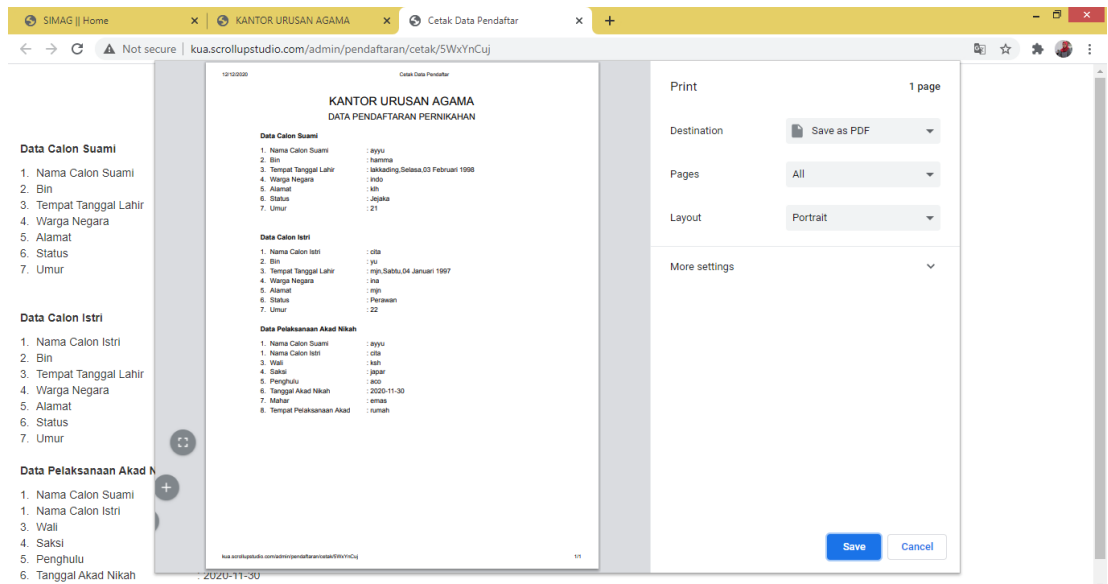 SIMAG || Home
KANTOR URUSAN AGAMA
Cetak Data Pendaftar
Not secure | kua.scrollupstudio.com/admin/pendaftaran/cetak/5WxYnCuj
Data Calon Suami
1. Nama Calon Suami
2. Bin
3. Tempat Tanggal Lahir
4. Warga Negara
5. Alamat
6. Status
7. Umur
Data Calon Istri
1. Nama Calon Istri
2. Bin
3. Tempat Tanggal Lahir
4. Warga Negara
5. Alamat
6. Status
7. Umur
Data Pelaksanaan Akad N
1. Nama Calon Suami
1. Nama Calon Istri
3. Wali
4. Saksi
5. Penghulu
6. Tanggal Akad Nikah : 2020-11-30
12/12/2020 Cetak Data Pendaftar
KANTOR URUSAN AGAMA
DATA PENDAFTARAN PERNIKAHAN
Data Calon Suami
1. Nama Calon Suami : ayyu
2. Bin : hamma
3. Tempat Tanggal Lahir : lakkading,Selasa,03 Februari 1998
4. Warga Negara : indo
5. Alamat : klh
6. Status : Jejaka
7. Umur : 21
Data Calon Istri
1. Nama Calon Istri : cita
2. Bin : yu
3. Tempat Tanggal Lahir : mjn,Sabtu,04 Januari 1997
4. Warga Negara : ina
5. Alamat : mjn
6. Status : Perawan
7. Umur : 22
Data Pelaksanaan Akad Nikah
1. Nama Calon Suami : ayyu
1. Nama Calon Istri : cita
3. Wali : ksh
4. Saksi : japar
5. Penghulu : aco
6. Tanggal Akad Nikah : 2020-11-30
7. Mahar : emas
8. Tempat Pelaksanaan Akad : rumah
kua.scrollupstudio.com/admin/pendaftaran/cetak/5WxYnCuj 1/1
Print 1 page
Destination Save as PDF
Pages All
Layout Portrait
More settings
Save Cancel